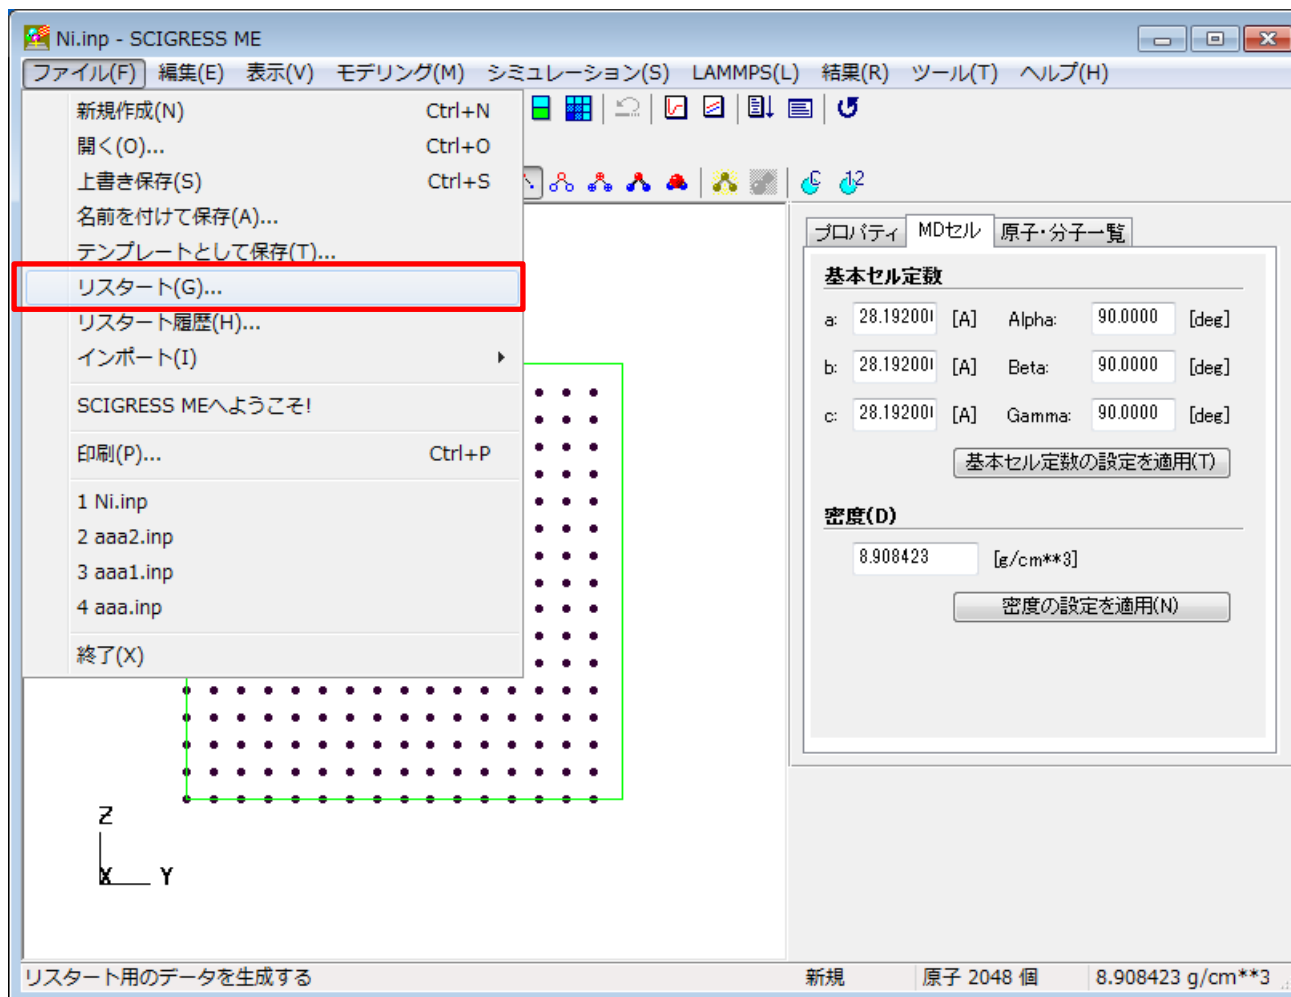 Ni.inp - SCIGRESS ME
ファイル(F) 編集(E) 表示(V) モデリング(M) シミュレーション(S) LAMMPS(L) 結果(R) ツール(T) ヘルプ(H)
新規作成(N) Ctrl+N
開く(O)... Ctrl+O
上書き保存(S) Ctrl+S
名前を付けて保存(A)...
テンプレートとして保存(T)...
リスタート(G)...
リスタート履歴(H)...
インポート(I)
SCIGRESS MEへようこそ!
印刷(P)... Ctrl+P
1 Ni.inp
2 aaa2.inp
3 aaa1.inp
4 aaa.inp
終了(X)
C 12
プロパティ MDセル 原子・分子一覧
基本セル定数
a: 28.19200 [A] Alpha: 90.0000 [deg]
b: 28.19200 [A] Beta: 90.0000 [deg]
c: 28.19200 [A] Gamma: 90.0000 [deg]
基本セル定数の設定を適用(T)
密度(D)
8.908423 [g/cm**3]
密度の設定を適用(N)
Z
X Y
リスタート用のデータを生成する 新規 原子 2048 個 8.908423 g/cm**3